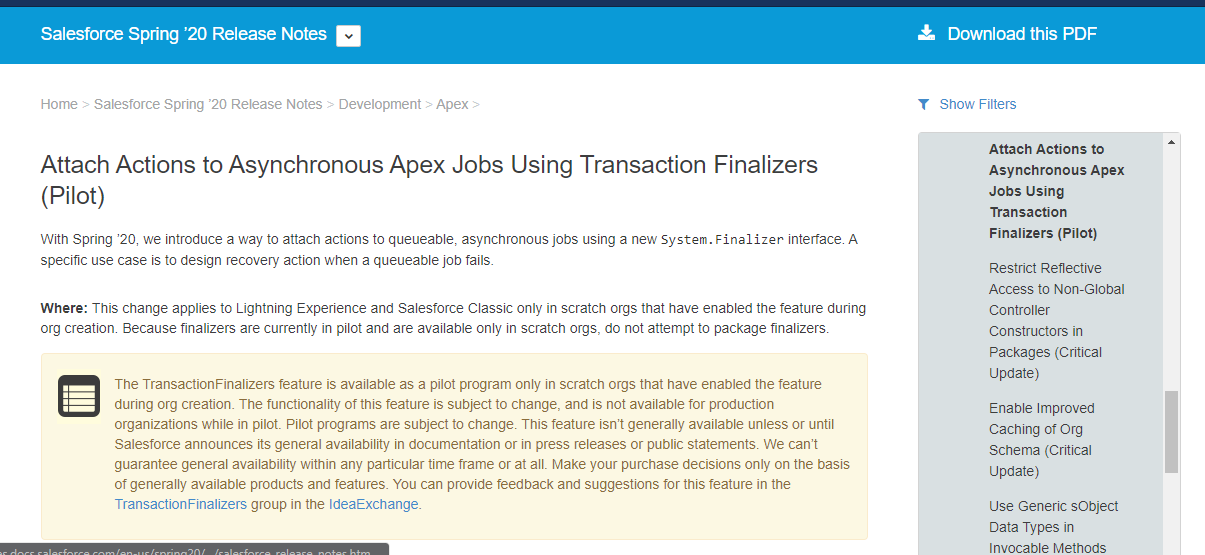 Salesforce Spring ’20 Release Notes
Download this PDF
Home > Salesforce Spring ’20 Release Notes > Development > Apex >
Show Filters
Attach Actions to Asynchronous Apex Jobs Using Transaction Finalizers
(Pilot)
With Spring ’20, we introduce a way to attach actions to queueable, asynchronous jobs using a new System.Finalizer interface. A
specific use case is to design recovery action when a queueable job fails.
Where: This change applies to Lightning Experience and Salesforce Classic only in scratch orgs that have enabled the feature during
org creation. Because finalizers are currently in pilot and are available only in scratch orgs, do not attempt to package finalizers.
The TransactionFinalizers feature is available as a pilot program only in scratch orgs that have enabled the feature
during org creation. The functionality of this feature is subject to change, and is not available for production
organizations while in pilot. Pilot programs are subject to change. This feature isn’t generally available unless or until
Salesforce announces its general availability in documentation or in press releases or public statements. We can’t
guarantee general availability within any particular time frame or at all. Make your purchase decisions only on the basis
of generally available products and features. You can provide feedback and suggestions for this feature in the
TransactionFinalizers group in the IdeaExchange.
Attach Actions to
Asynchronous Apex
Jobs Using
Transaction
Finalizers (Pilot)
Restrict Reflective
Access to Non-Global
Controller
Constructors in
Packages (Critical
Update)
Enable Improved
Caching of Org
Schema (Critical
Update)
Use Generic sObject
Data Types in
Invocable Methods
es.docs.salesforce.com/en-us/spring20/.../salesforce_release_notes.htm